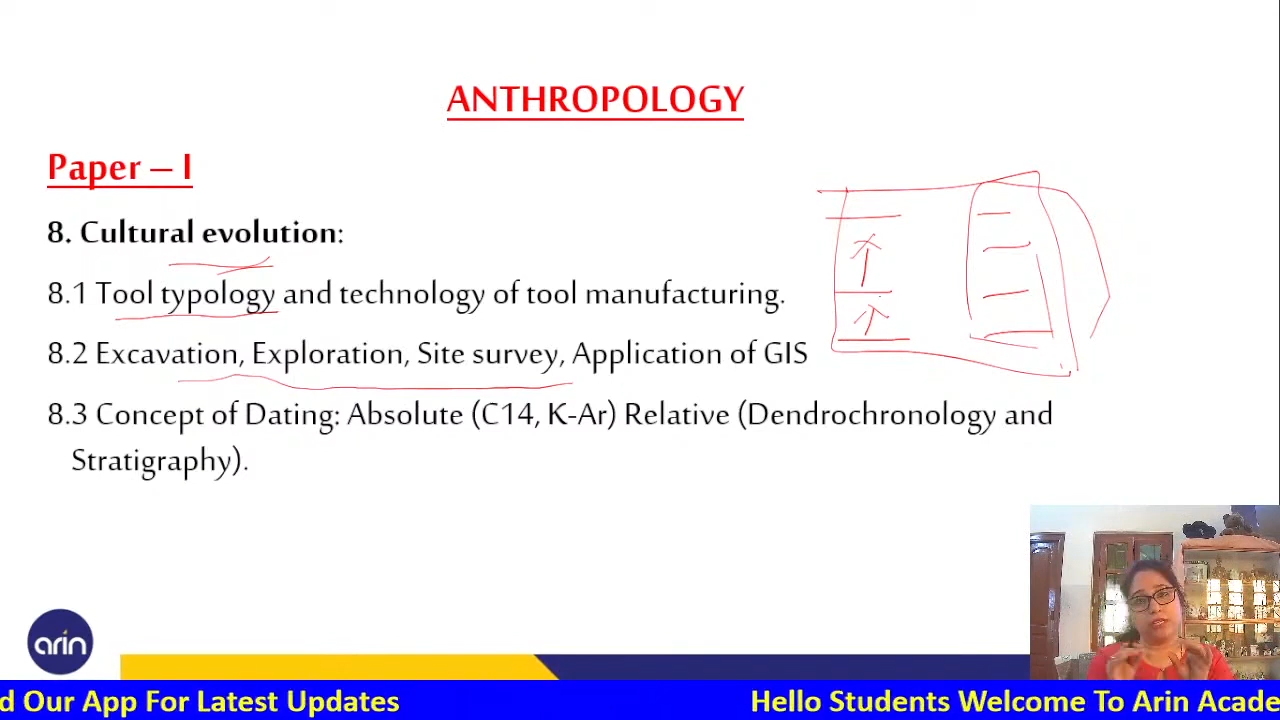 ANTHROPOLOGY
Paper – I
8. Cultural evolution:
8.1 Tool typology and technology of tool manufacturing.
8.2 Excavation, Exploration, Site survey, Application of GIS
8.3 Concept of Dating: Absolute (C14, K-Ar) Relative (Dendrochronology and
Stratigraphy).
arin
d Our App For Latest Updates Hello Students Welcome To Arin Acade